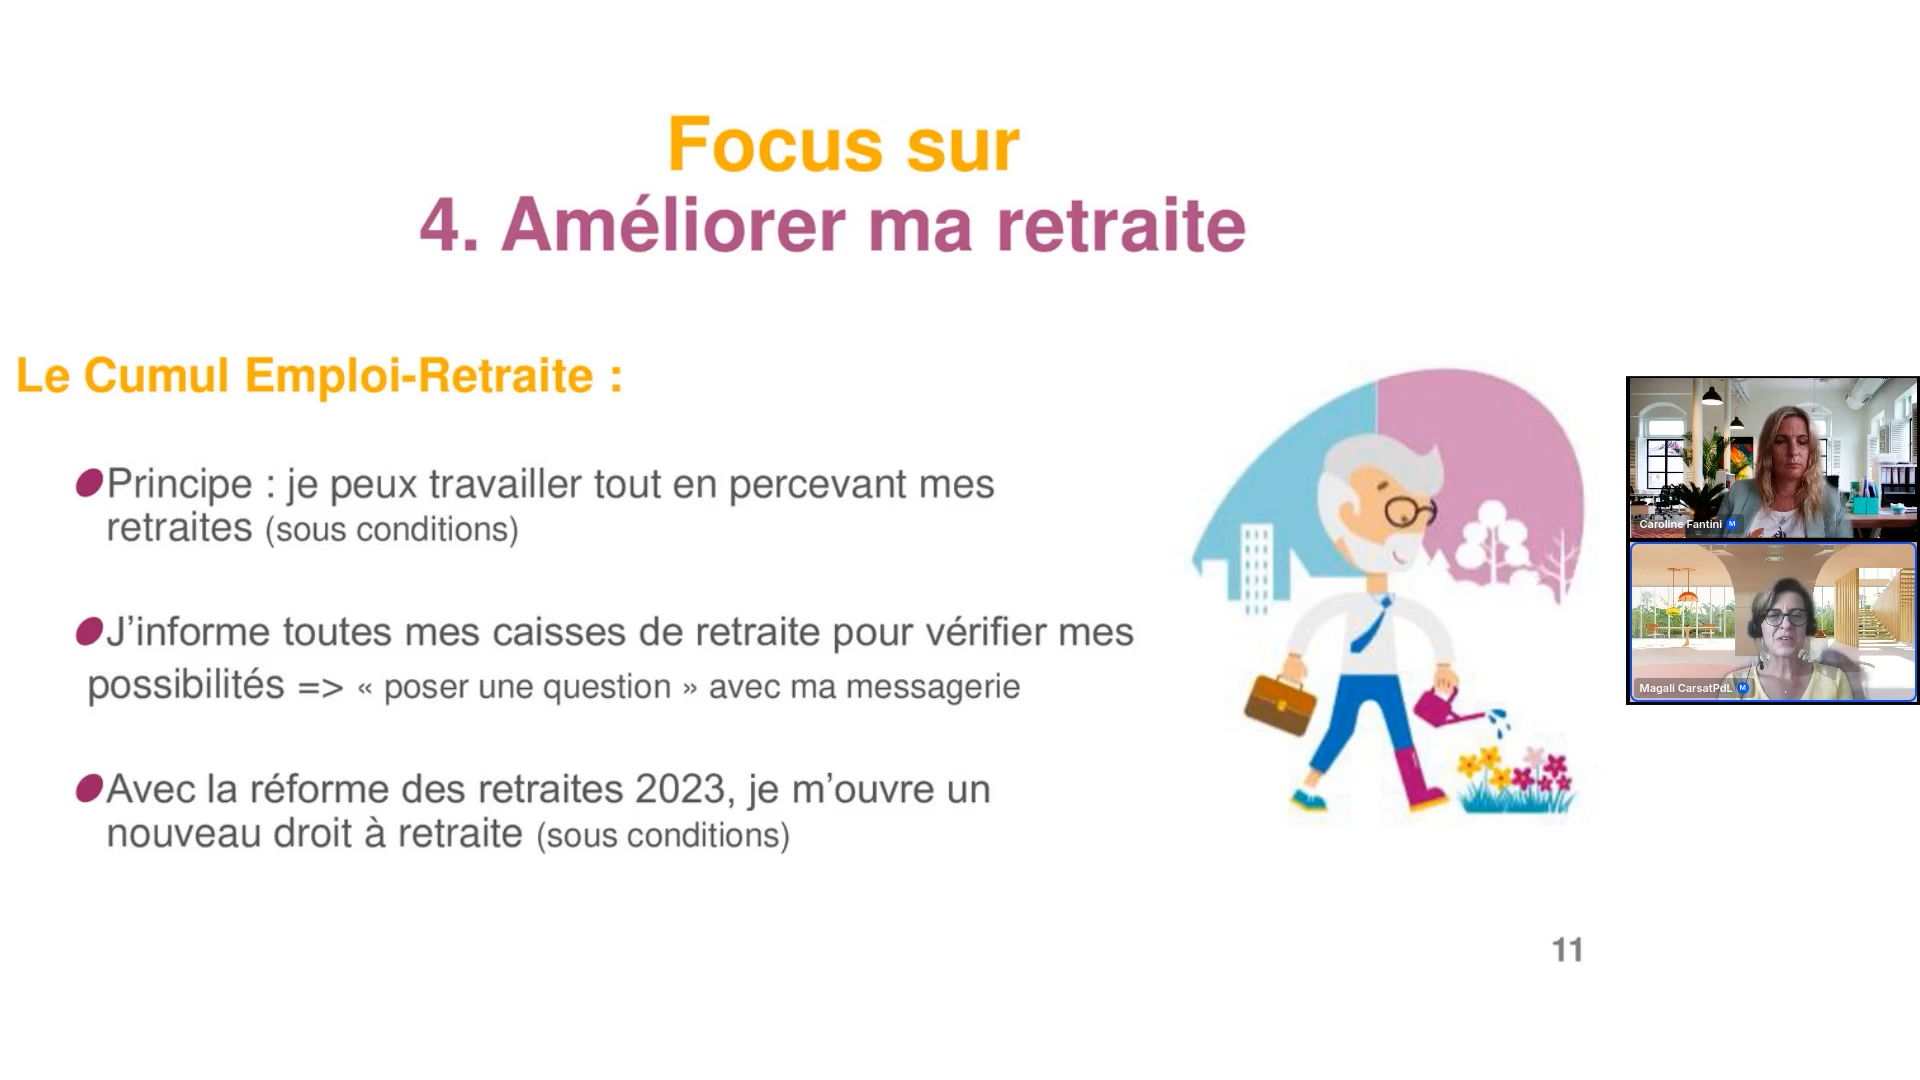 Focus sur
4. Améliorer ma retraite
Le Cumul Emploi-Retraite :
Principe : je peux travailler tout en percevant mes
retraites (sous conditions)
J’informe toutes mes caisses de retraite pour vérifier mes
possibilités => « poser une question » avec ma messagerie
Avec la réforme des retraites 2023, je m’ouvre un
nouveau droit à retraite (sous conditions)
11
Caroline Fantini M
Magali CarsatPdL M